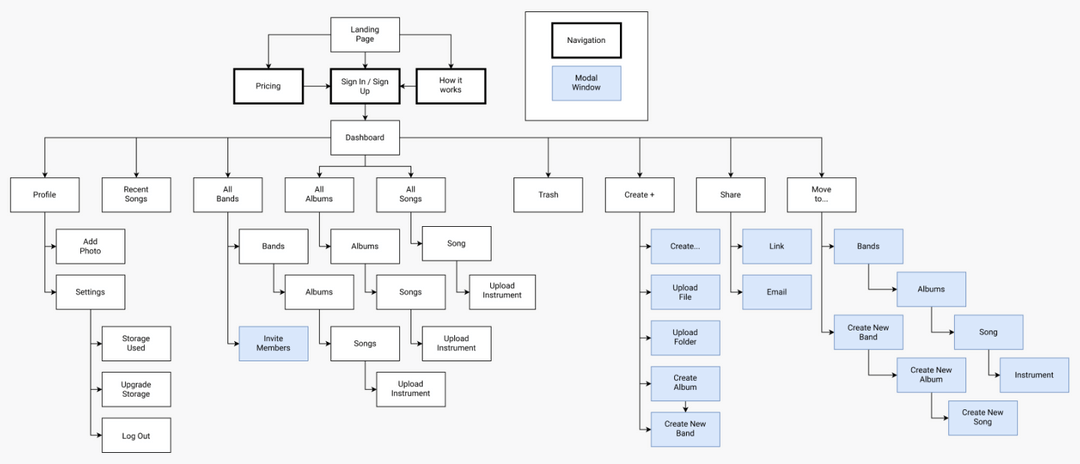 Landing
Page
Navigation
Pricing
Sign In / Sign
Up
How it
works
Modal
Window
Dashboard
Profile
Recent
Songs
All
Bands
All
Albums
All
Songs
Trash
Create +
Share
Move
to...
Add
Photo
Bands
Albums
Song
Create...
Link
Bands
Settings
Albums
Songs
Upload
Instrument
Upload
File
Email
Albums
Storage
Used
Invite
Members
Songs
Upload
Instrument
Upload
Folder
Create New
Band
Song
Upgrade
Storage
Upload
Instrument
Create
Album
Create New
Album
Instrument
Log Out
Create New
Band
Create New
Song